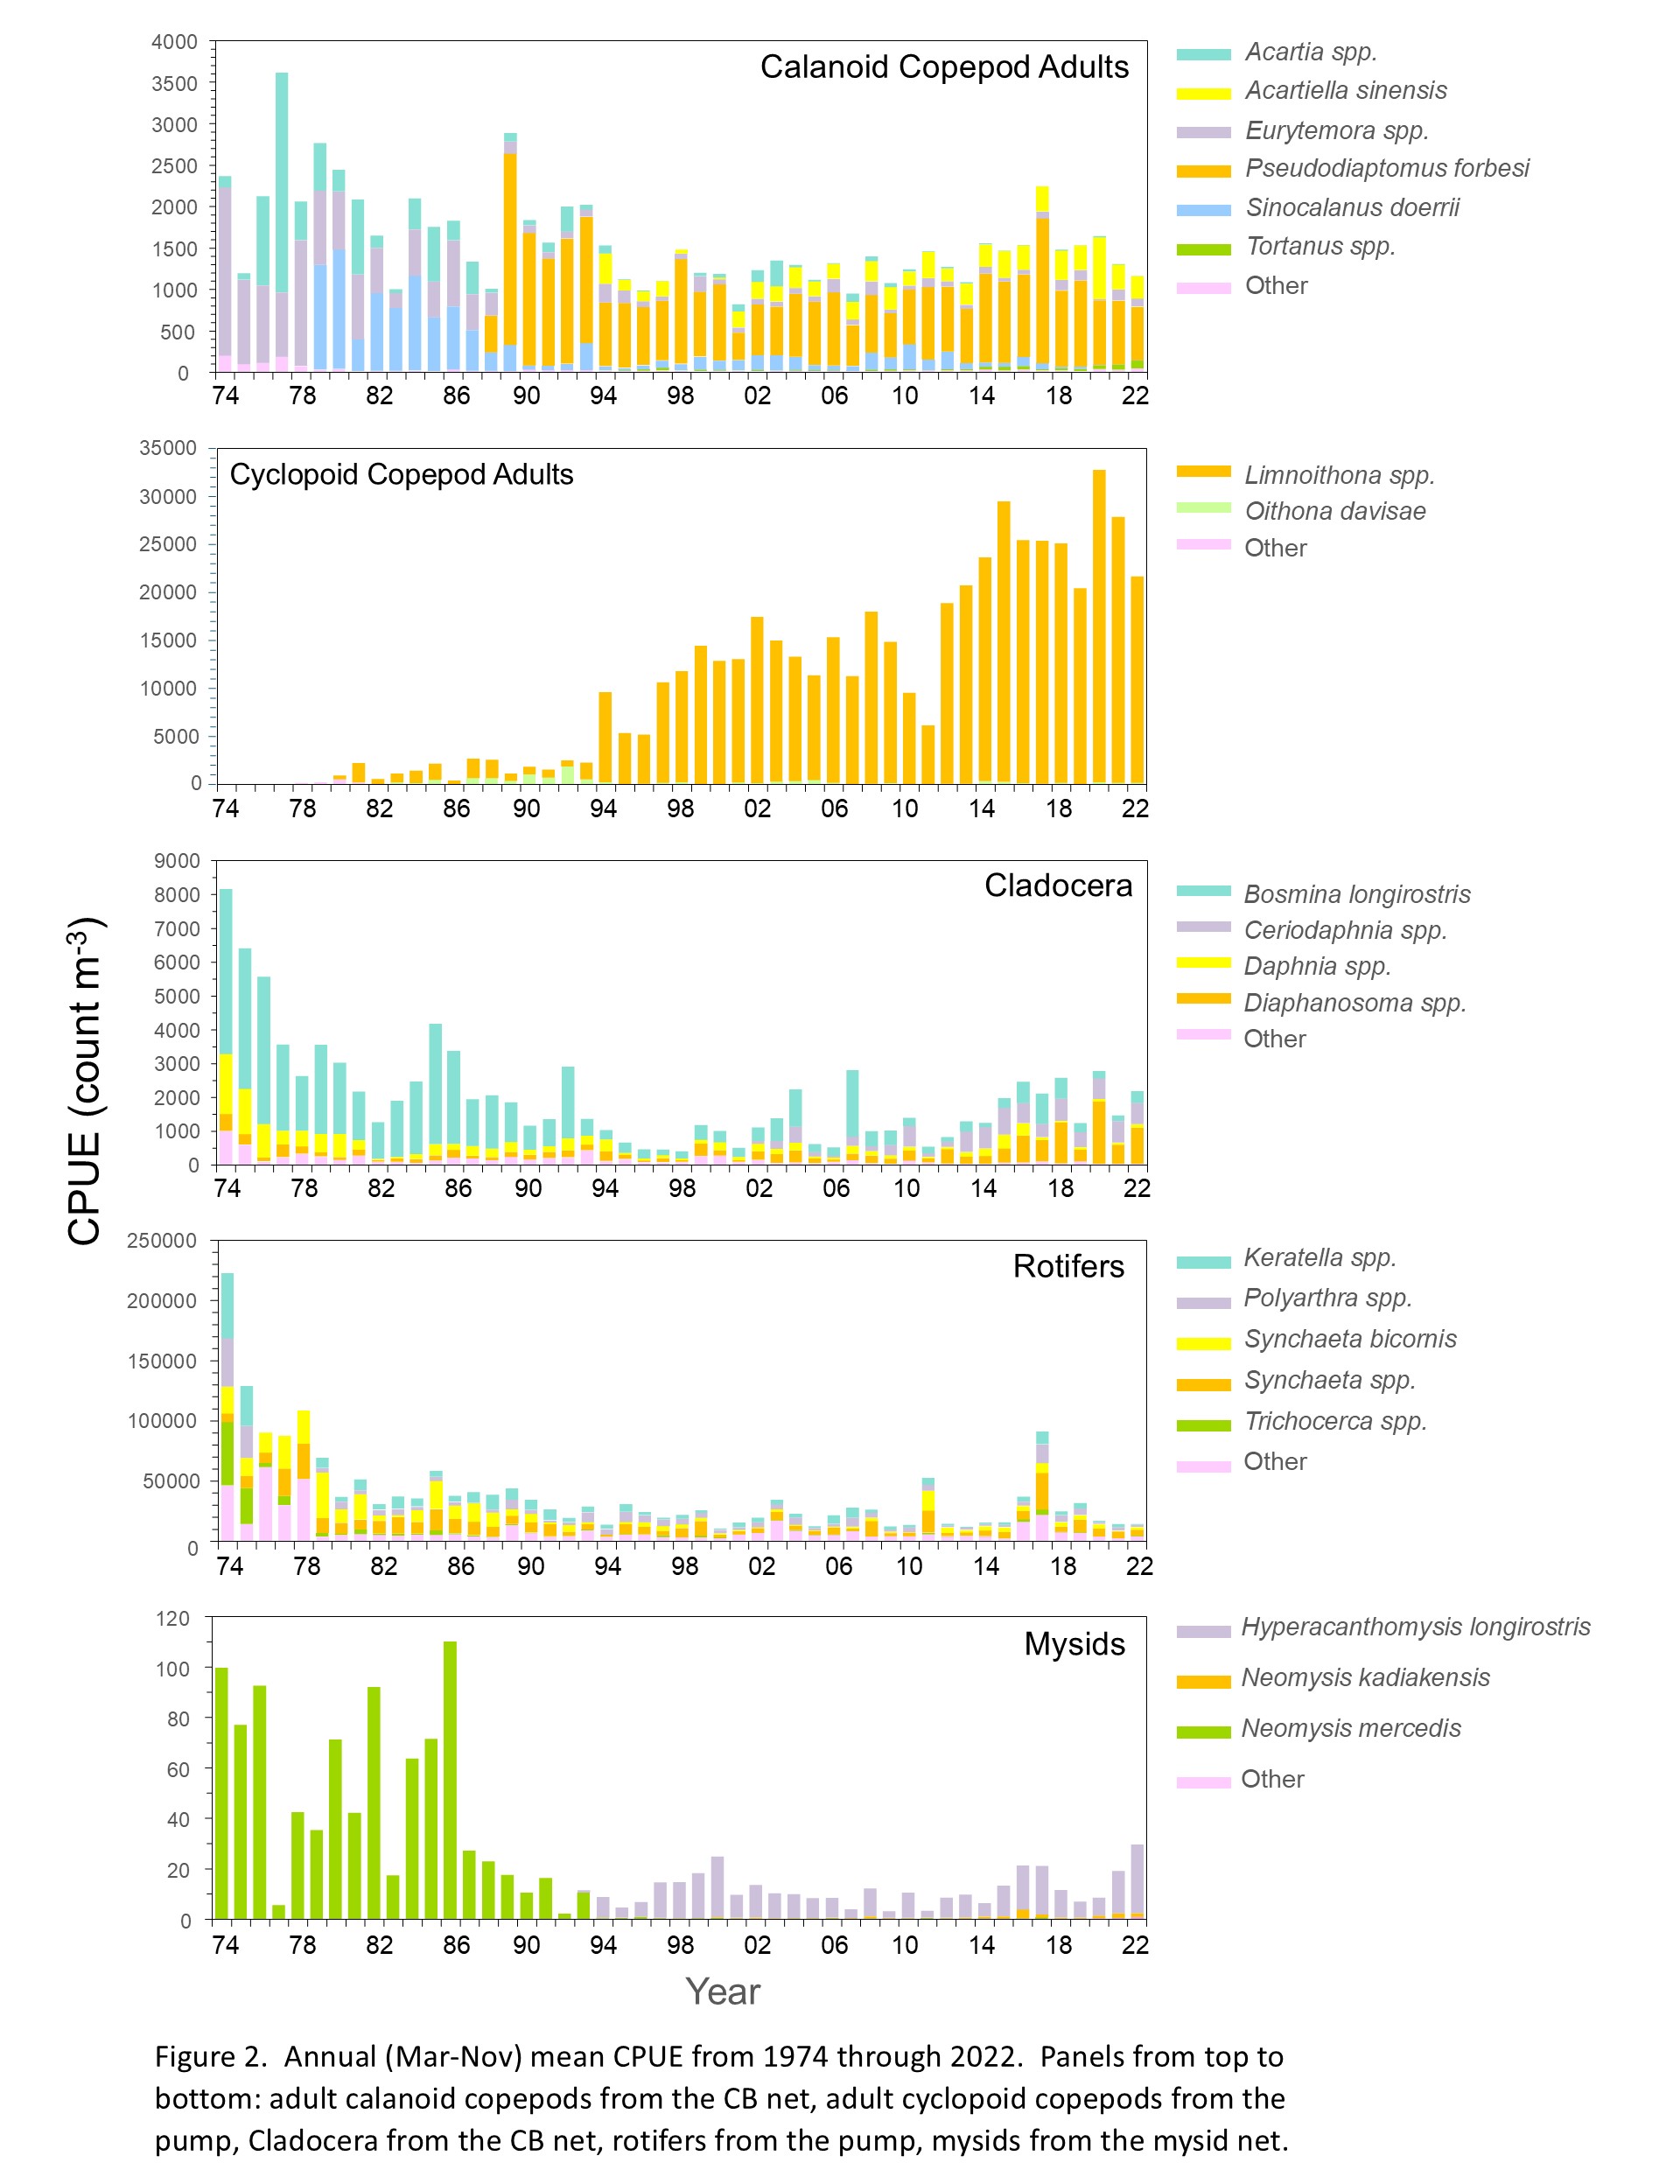 Calanoid Copepod Adults
4000
3500
3000
2500
2000
1500
1000
500
0
74 78 82 86 90 94 98 02 06 10 14 18 22
Acartia spp.
Acartiella sinensis
Eurytemora spp.
Pseudodiaptomus forbesi
Sinocalanus doerrii
Tortanus spp.
Other
Cyclopoid Copepod Adults
35000
30000
25000
20000
15000
10000
5000
0
74 78 82 86 90 94 98 02 06 10 14 18 22
Limnoithona spp.
Oithona davisae
Other
CPUE (count m-3)
Cladocera
9000
8000
7000
6000
5000
4000
3000
2000
1000
0
74 78 82 86 90 94 98 02 06 10 14 18 22
Bosmina longirostris
Ceriodaphnia spp.
Daphnia spp.
Diaphanosoma spp.
Other
Rotifers
250000
200000
150000
100000
50000
0
74 78 82 86 90 94 98 02 06 10 14 18 22
Keratella spp.
Polyarthra spp.
Synchaeta bicornis
Synchaeta spp.
Trichocerca spp.
Other
Mysids
120
100
80
60
40
20
0
74 78 82 86 90 94 98 02 06 10 14 18 22
Hyperacanthomysis longirostris
Neomysis kadiakensis
Neomysis mercedis
Other
Year
Figure 2.  Annual (Mar-Nov) mean CPUE from 1974 through 2022.  Panels from top to
bottom: adult calanoid copepods from the CB net, adult cyclopoid copepods from the
pump, Cladocera from the CB net, rotifers from the pump, mysids from the mysid net.